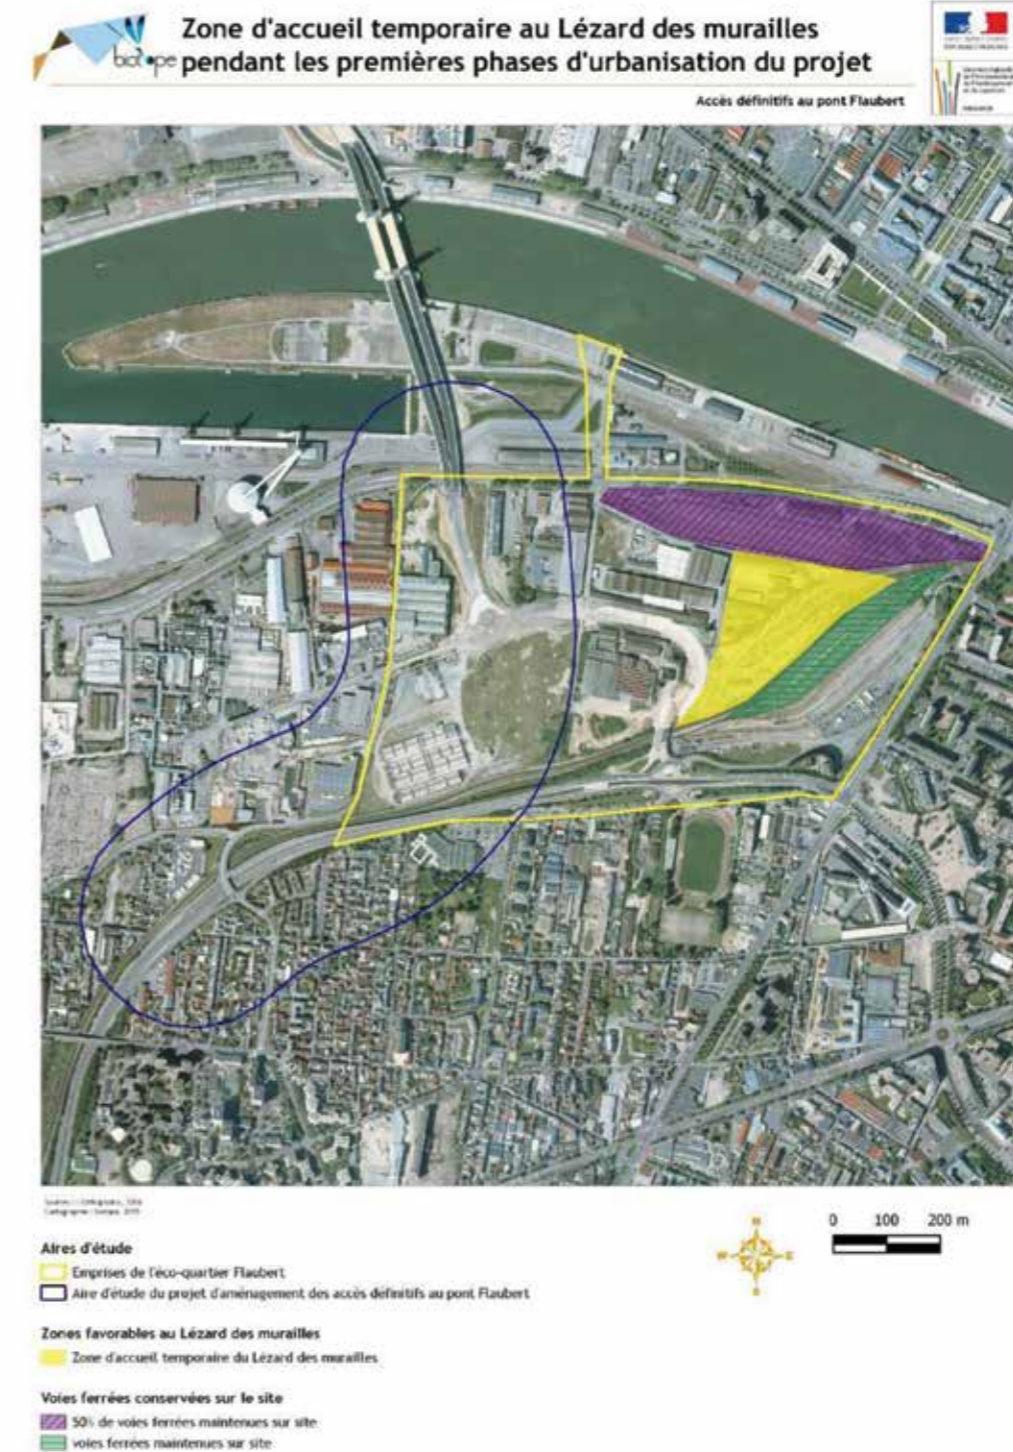 biotope
Zone d'accueil temporaire au Lézard des murailles
pendant les premières phases d'urbanisation du projet
Accès définitifs au pont Flaubert
N
W
E
S
0 100 200 m
Aires d'étude
Emprises de l'éco-quartier Flaubert
Aire d'étude du projet d'aménagement des accès définitifs au pont Flaubert
Zones favorables au Lézard des murailles
Zone d'accueil temporaire du Lézard des murailles
Voies ferrées conservées sur le site
50% de voies ferrées maintenues sur site
voies ferrées maintenues sur site